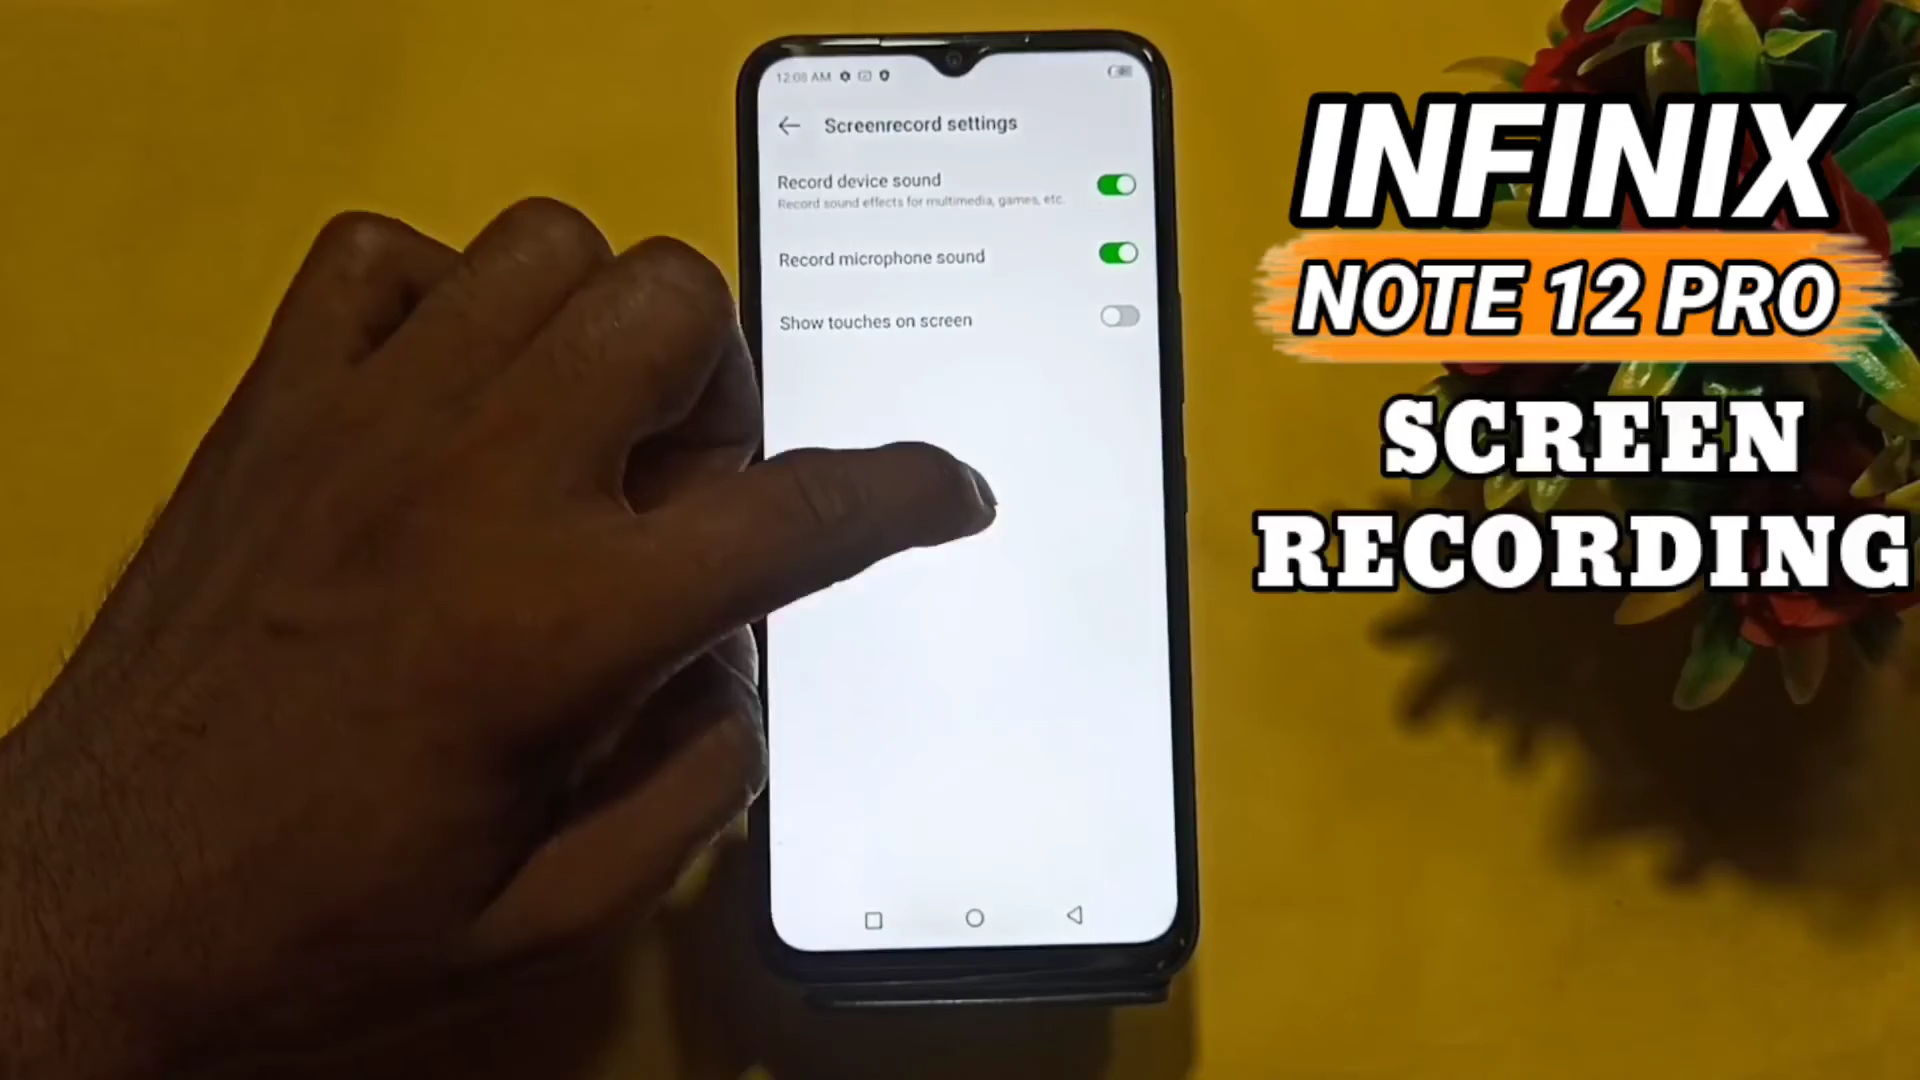 12:08 AM
Screenrecord settings
Record device sound
Record sound effects for multimedia, games, etc.
Record microphone sound
Show touches on screen
INFINIX
NOTE 12 PRO
SCREEN
RECORDING